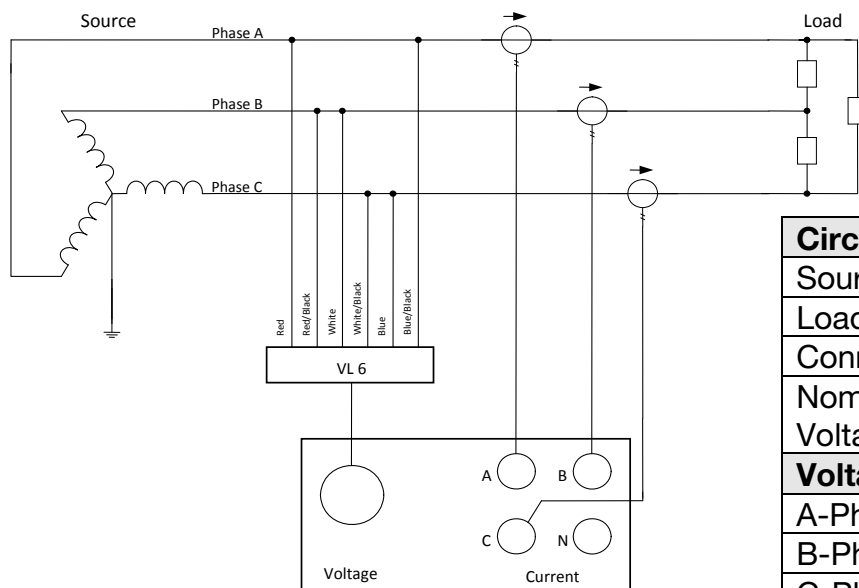 Source
Load
Phase A
Phase B
Phase C
Red
Red/Black
White
White/Black
Blue
Blue/Black
VL 6
A
B
C
N
Voltage
Current